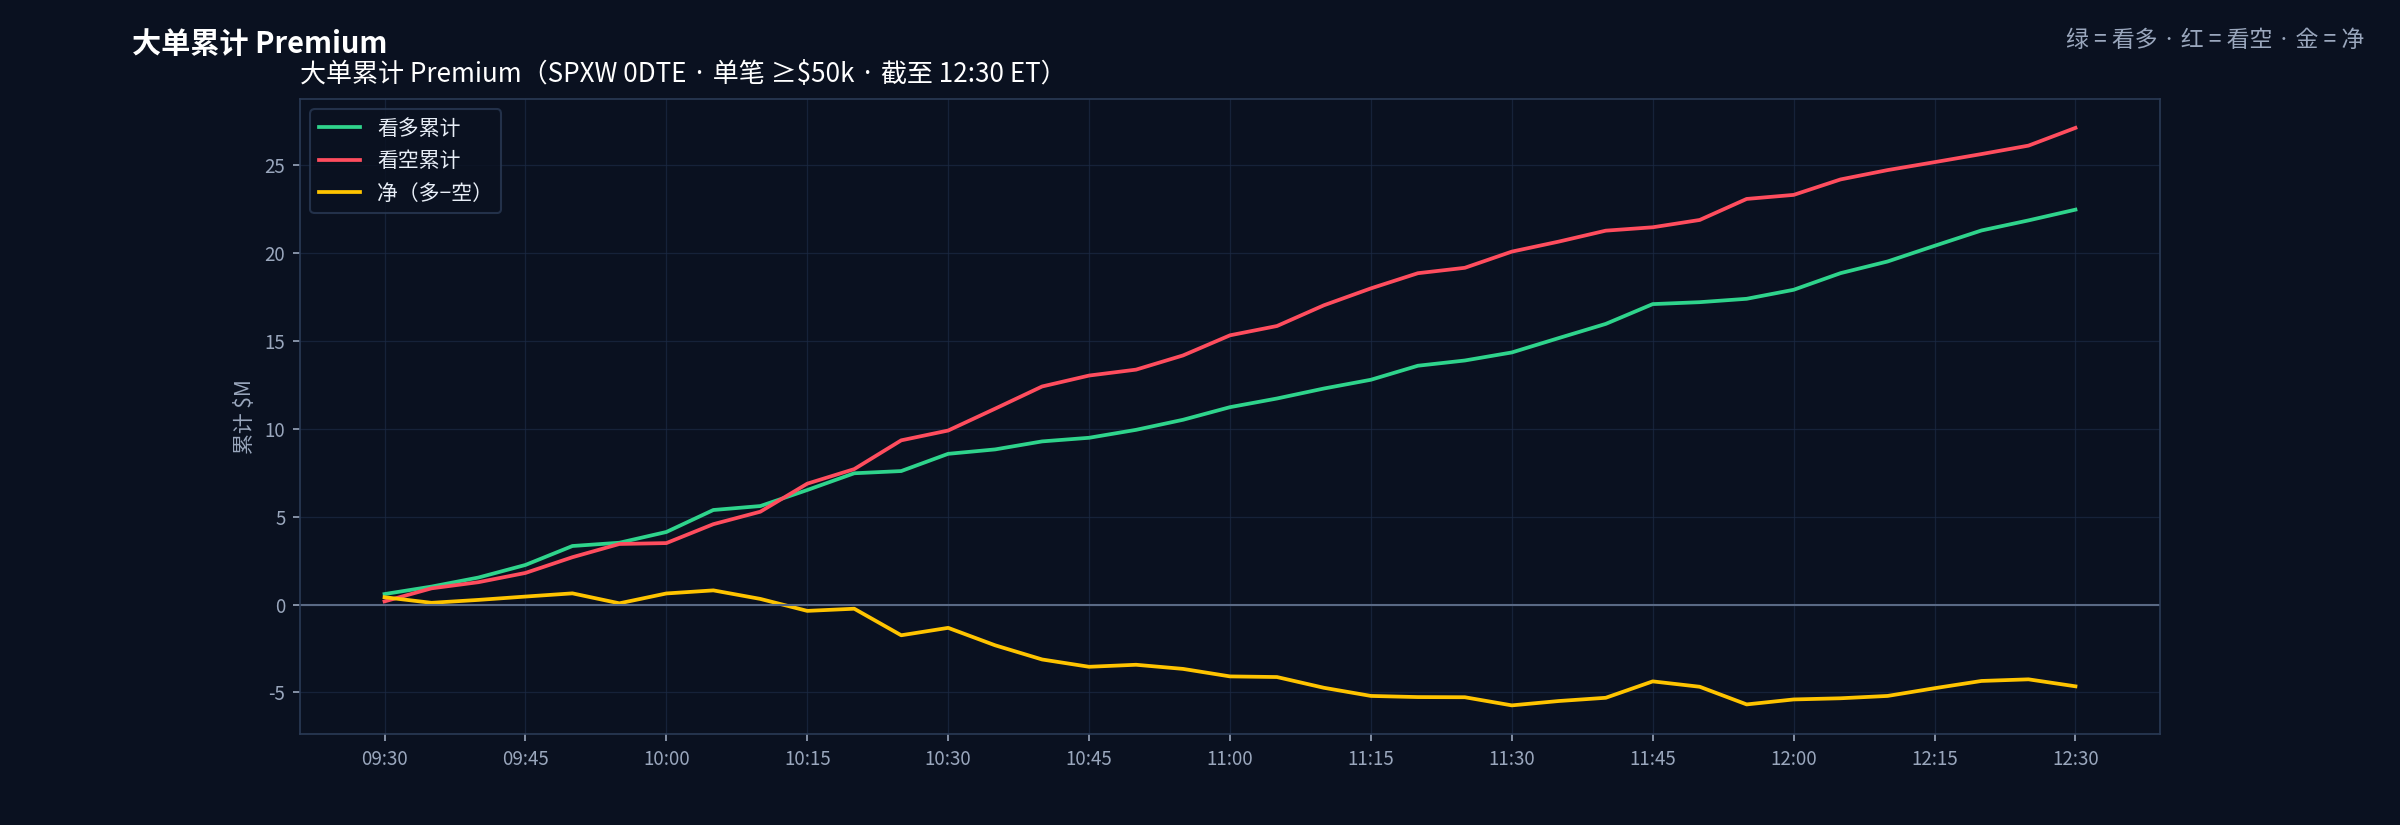 大单累计 Premium
绿 = 看多 · 红 = 看空 · 金 = 净
大单累计 Premium（SPXW 0DTE · 单笔 ≥$50k · 截至 12:30 ET）
看多累计
看空累计
净（多−空）
累计 $M
25
20
15
10
5
0
-5
09:30 09:45 10:00 10:15 10:30 10:45 11:00 11:15 11:30 11:45 12:00 12:15 12:30